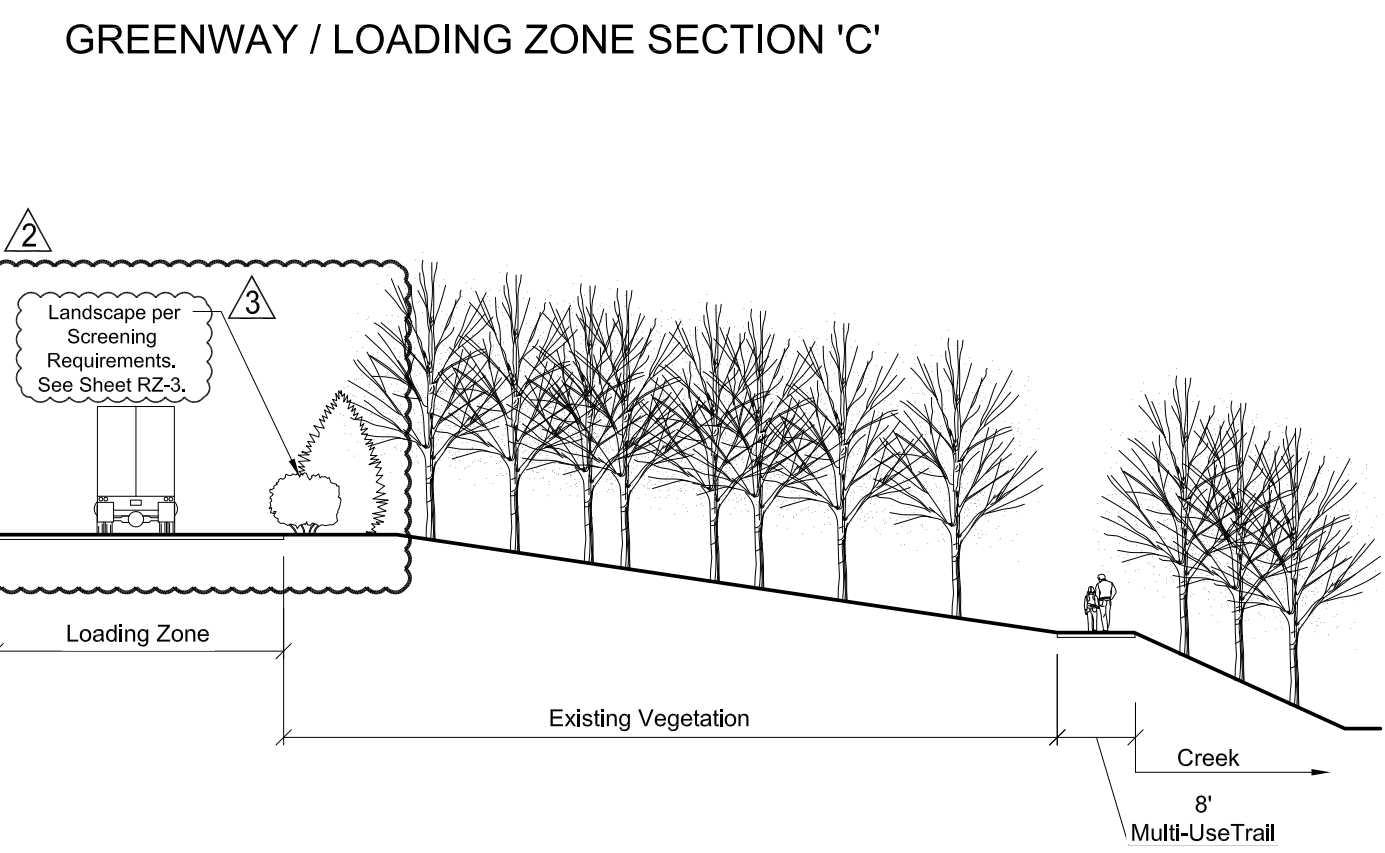 GREENWAY / LOADING ZONE SECTION 'C'
2
3
Landscape per
Screening
Requirements.
See Sheet RZ-3.
Loading Zone
Existing Vegetation
Creek
8'
Multi-UseTrail